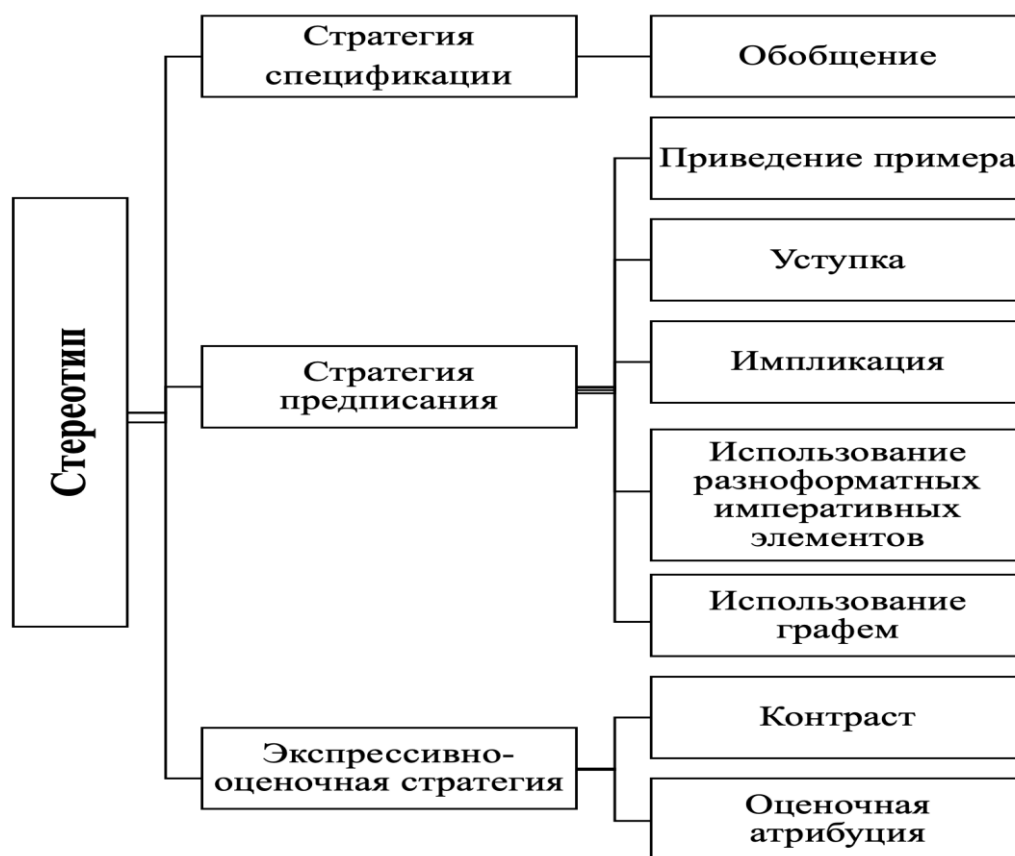 Стереотип
Стратегия
спецификации
Обобщение
Стратегия
предписания
Приведение примера
Уступка
Импликация
Использование
разноформатных
императивных
элементов
Использование
графем
Экспрессивно-
оценочная стратегия
Контраст
Оценочная
атрибуция